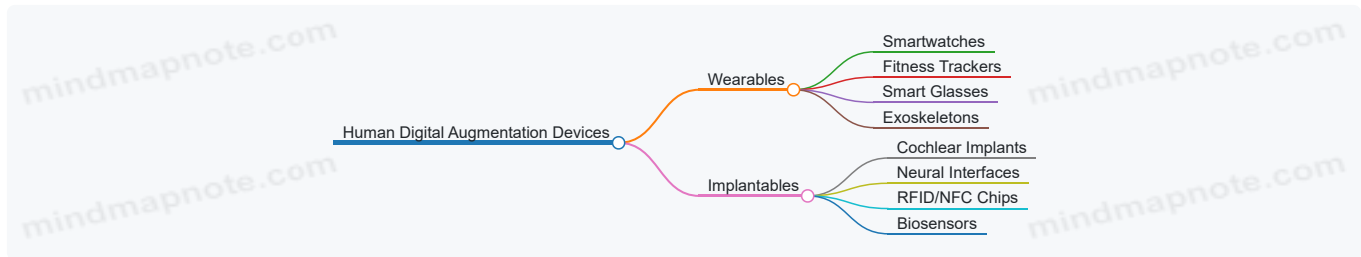 mindmapnote.com
mindmapnote.com
Human Digital Augmentation Devices
Wearables
Smartwatches
Fitness Trackers
Smart Glasses
Exoskeletons
Implantables
Cochlear Implants
Neural Interfaces
RFID/NFC Chips
Biosensors
mindmapnote.com
mindmapnote.com